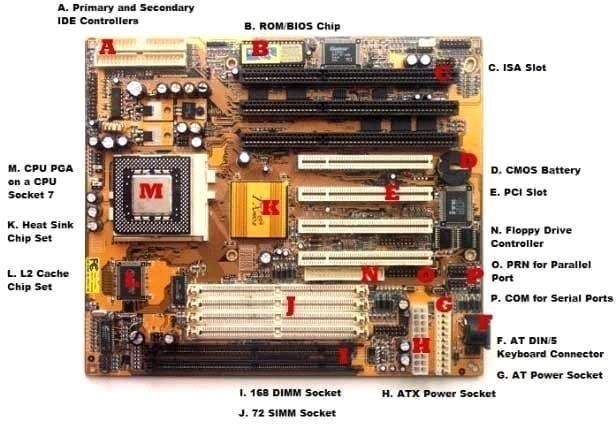 A. Primary and Secondary
IDE Controllers
B. ROM/BIOS Chip
C. ISA Slot
A
B
C
M. CPU PGA
on a CPU
Socket 7
D. CMOS Battery
E. PCI Slot
M
D
E
K
K. Heat Sink
Chip Set
N. Floppy Drive
Controller
L. L2 Cache
Chip Set
O. PRN for Parallel
Port
L
N
O
P
P. COM for Serial Ports
J
G
F
H
I
F. AT DIN/5
Keyboard Connector
G. AT Power Socket
I. 168 DIMM Socket
H. ATX Power Socket
J. 72 SIMM Socket